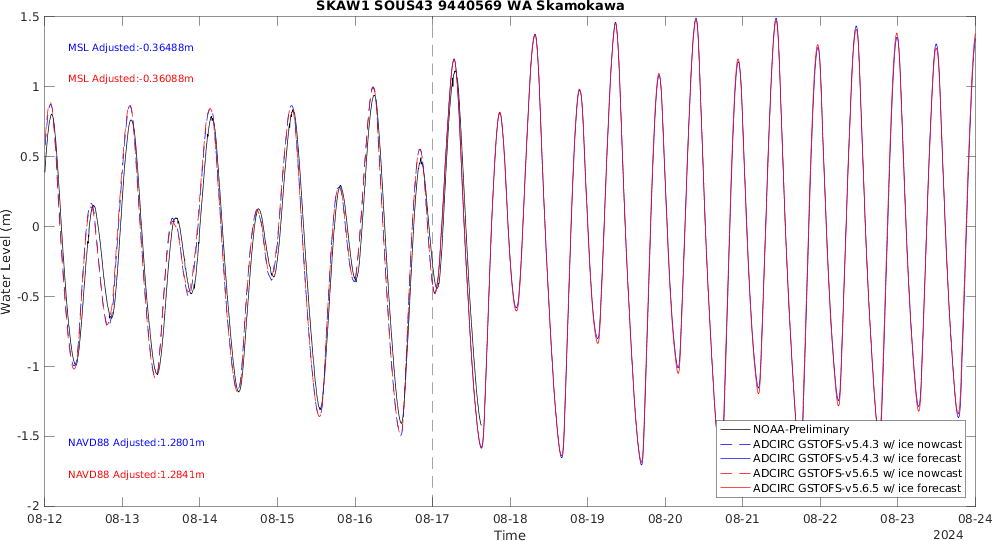 SKAW1 SOUS43 9440569 WA Skamokawa
1.5
1
0.5
0
-0.5
-1
-1.5
-2
Water Level (m)
MSL Adjusted:-0.36488m
MSL Adjusted:-0.36088m
NAVD88 Adjusted:1.2801m
NAVD88 Adjusted:1.2841m
NOAA-Preliminary
ADCIRC GSTOFS-v5.4.3 w/ ice nowcast
ADCIRC GSTOFS-v5.4.3 w/ ice forecast
ADCIRC GSTOFS-v5.6.5 w/ ice nowcast
ADCIRC GSTOFS-v5.6.5 w/ ice forecast
08-12 08-13 08-14 08-15 08-16 08-17 08-18 08-19 08-20 08-21 08-22 08-23 08-24
Time
2024